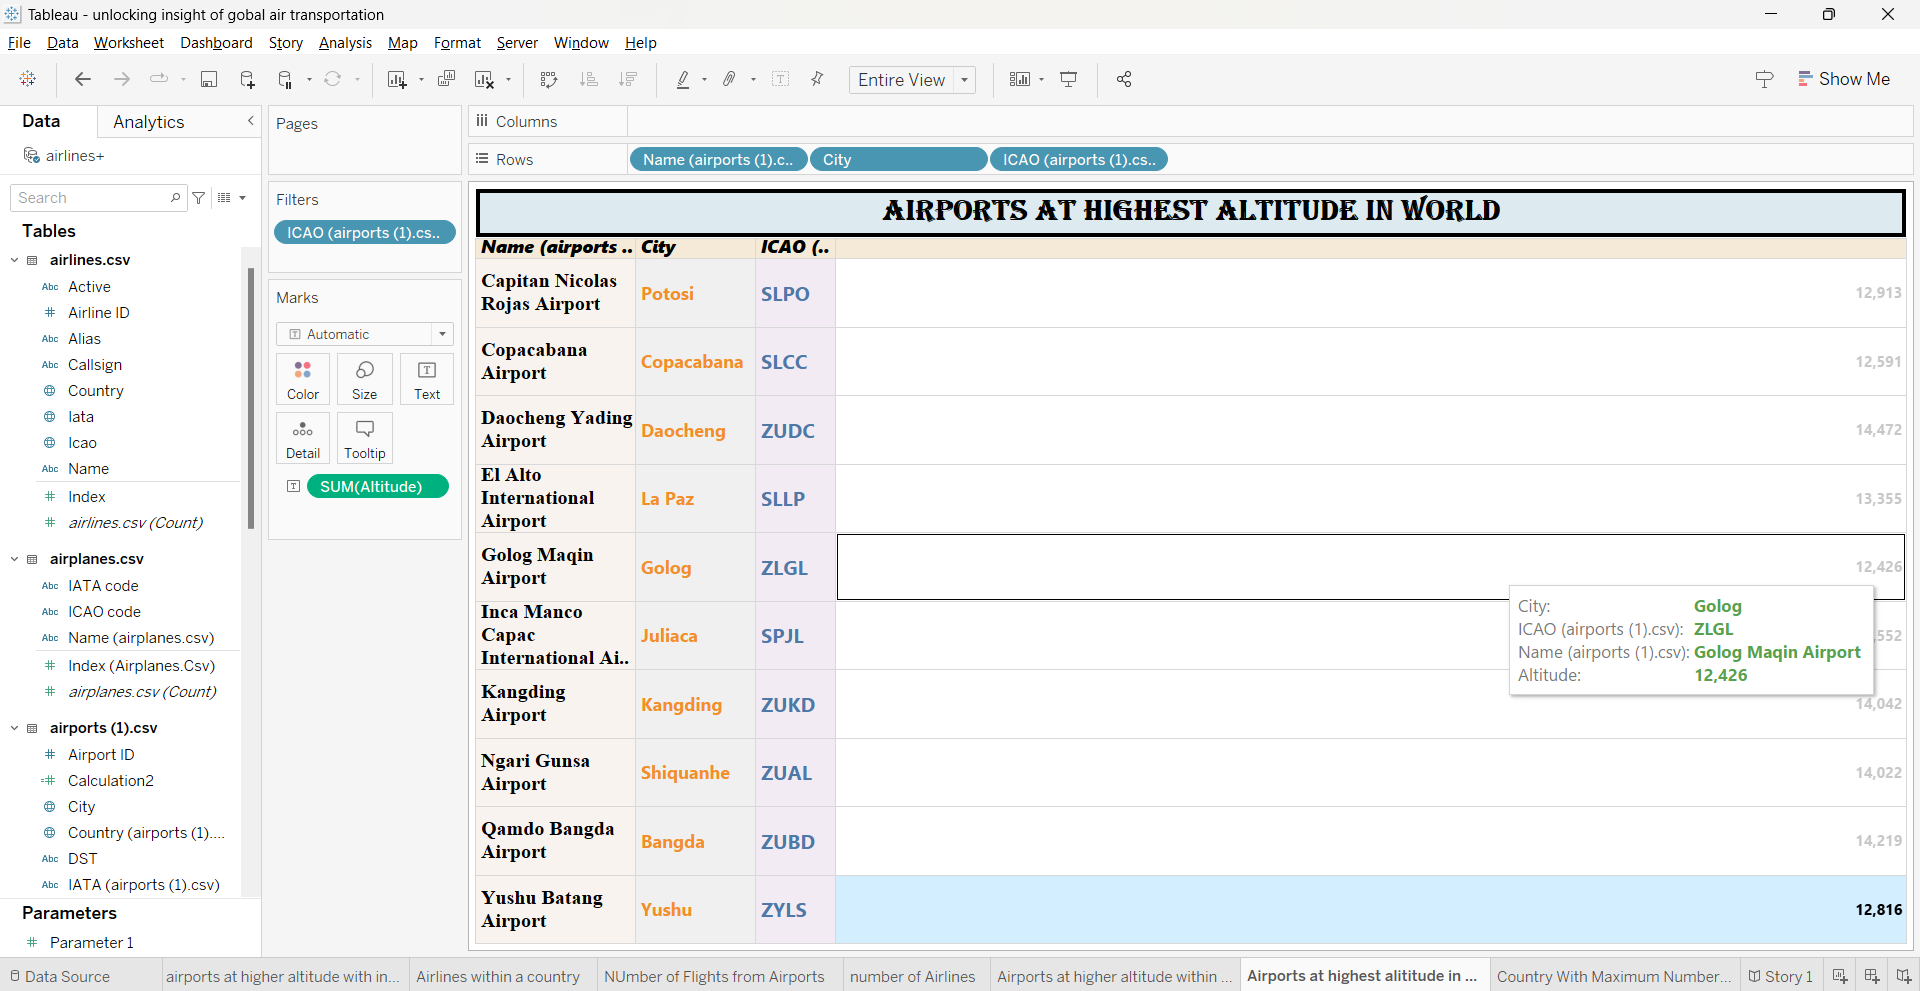 Tableau - unlocking insight of gobal air transportation
File Data Worksheet Dashboard Story Analysis Map Format Server Window Help
Entire View
Show Me
Data Analytics
airlines+
Search
Tables
airlines.csv
Abc Active
Airline ID
Abc Alias
Abc Callsign
Country
Iata
Icao
Abc Name
Index
airlines.csv (Count)
airplanes.csv
Abc IATA code
Abc ICAO code
Abc Name (airplanes.csv)
Index (Airplanes.Csv)
airplanes.csv (Count)
airports (1).csv
Airport ID
Calculation2
City
Country (airports (1)....
Abc DST
Abc IATA (airports (1).csv)
Parameters
Parameter 1
Pages
Filters
ICAO (airports (1).cs..
Marks
Automatic
Color Size Text
Detail Tooltip
SUM(Altitude)
Columns
Rows Name (airports (1).c.. City ICAO (airports (1).cs..
AIRPORTS AT HIGHEST ALTITUDE IN WORLD
Name (airports .. City ICAO (..
Capitan Nicolas
Rojas Airport
Potosi SLPO 12,913
Copacabana
Airport
Copacabana SLCC 12,591
Daocheng Yading
Airport
Daocheng ZUDC 14,472
El Alto
International
Airport
La Paz SLLP 13,355
Golog Maqin
Airport
Golog ZLGL 12,426
Inca Manco
Capac
International Ai..
Juliaca SPJL 552
Kangding
Airport
Kangding ZUKD 14,042
Ngari Gunsa
Airport
Shiquanhe ZUAL 14,022
Qamdo Bangda
Airport
Bangda ZUBD 14,219
Yushu Batang
Airport
Yushu ZYLS 12,816
City: Golog
ICAO (airports (1).csv): ZLGL
Name (airports (1).csv): Golog Maqin Airport
Altitude: 12,426
Data Source airports at higher altitude with in... Airlines within a country NUmber of Flights from Airports number of Airlines Airports at higher altitude within ... Airports at highest alititude in ... Country With Maximum Number... Story 1